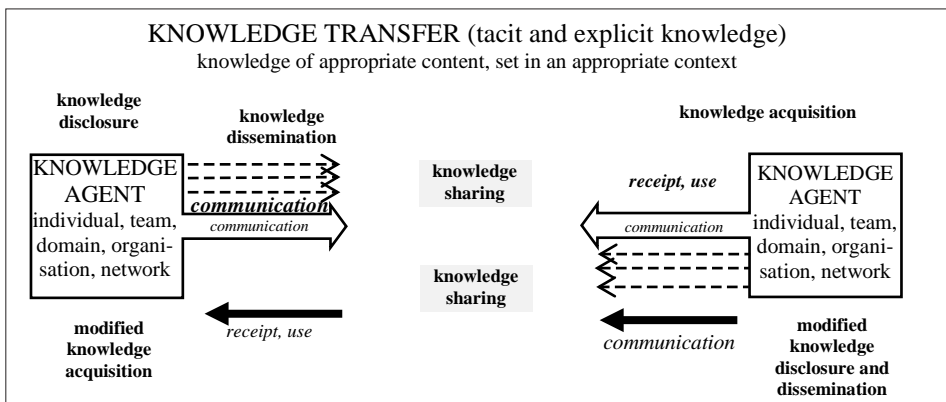 KNOWLEDGE TRANSFER (tacit and explicit knowledge)
knowledge of appropriate content, set in an appropriate context
knowledge
disclosure
knowledge
dissemination
knowledge acquisition
KNOWLEDGE
AGENT
individual, team,
domain, organi-
sation, network
communication
communication
knowledge
sharing
receipt, use
communication
KNOWLEDGE
AGENT
individual, team,
domain, organi-
sation, network
knowledge
sharing
modified
knowledge
acquisition
receipt, use
communication
modified
knowledge
disclosure and
dissemination